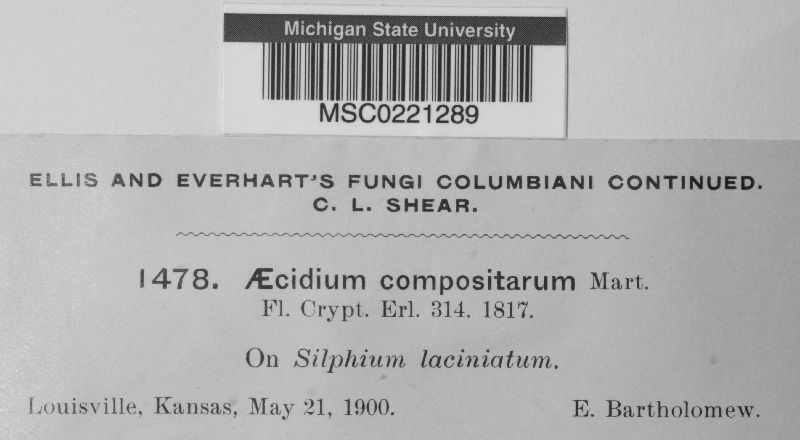 Michigan State University
MSC0221289
ELLIS AND EVERHART'S FUNGI COLUMBIANI CONTINUED.
C. L. SHEAR.
1478. Æcidium compositarum Mart.
Fl. Crypt. Erl. 314. 1817.
On Silphium laciniatum.
Louisville, Kansas, May 21, 1900. E. Bartholomew.